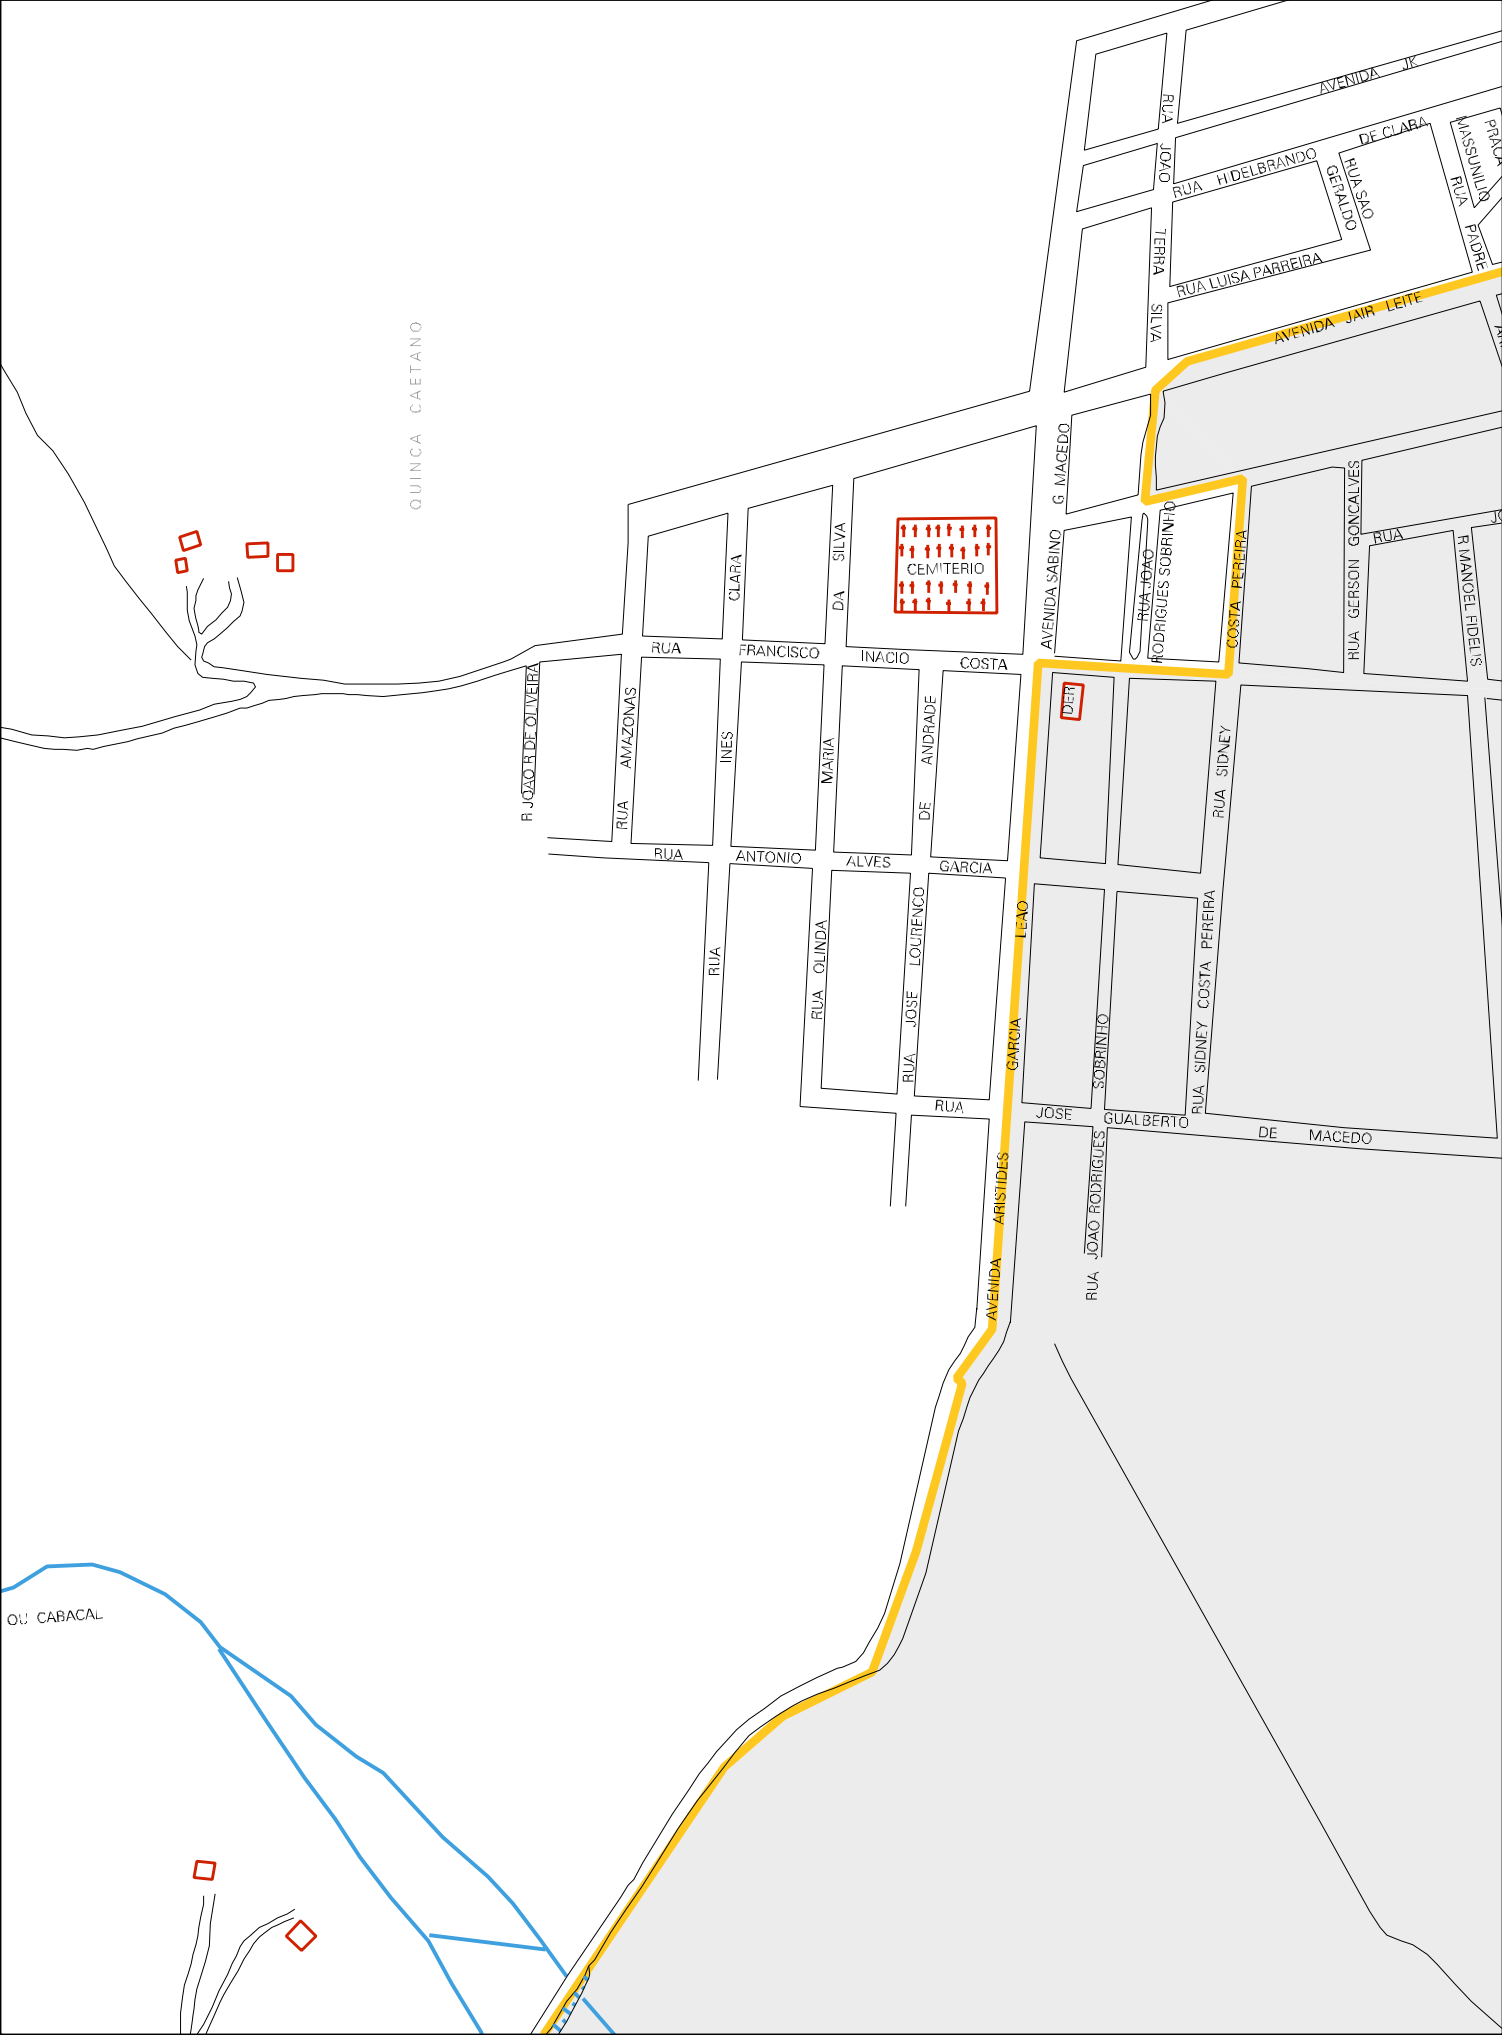 AVENIDA JK
RUA JOAO TERRA SILVA
RUA HIDELBRANDO DE CLARA
RUA SAO
GERALDO
MASSUNILIO
PRACA
RUA PADRE
RUA LUISA PARREIRA
AVENIDA JAIR LEITE
QUINCA CAETANO
AVENIDA SABINO G MACEDO
CEMITERIO
RUA JOAO
RODRIGUES SOBRINHO
COSTA PEREIRA
RUA SIDNEY
RUA GERSON GONCALVES
RUA JO
R MANOEL FIDELIS
RUA FRANCISCO INACIO COSTA
DER
R JOAO R DE OLIVEIRA
RUA AMAZONAS
RUA INES CLARA
RUA OLINDA MARIA DA SILVA
RUA JOSE LOURENCO DE ANDRADE
RUA ANTONIO ALVES GARCIA
AVENIDA ARISTIDES GARCIA LEAO
RUA SIDNEY COSTA PEREIRA
RUA JOAO RODRIGUES SOBRINHO
RUA JOSE GUALBERTO DE MACEDO
OU CABACAL